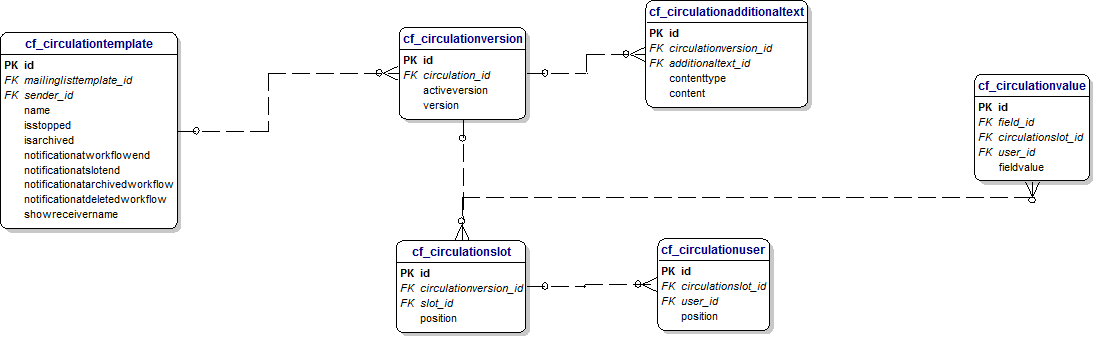 cf_circulationtemplate
PK id
FK mailinglisttemplate_id
FK sender_id
name
isstopped
isarchived
notificationatworkflowend
notificationatslotend
notificationatarchivedworkflow
notificationatdeletedworkflow
showreceivername
cf_circulationversion
PK id
FK circulation_id
activeversion
version
cf_circulationadditionaltext
PK id
FK circulationversion_id
FK additionaltext_id
contenttype
content
cf_circulationvalue
PK id
FK field_id
FK circulationslot_id
FK user_id
fieldvalue
cf_circulationslot
PK id
FK circulationversion_id
FK slot_id
position
cf_circulationuser
PK id
FK circulationslot_id
FK user_id
position